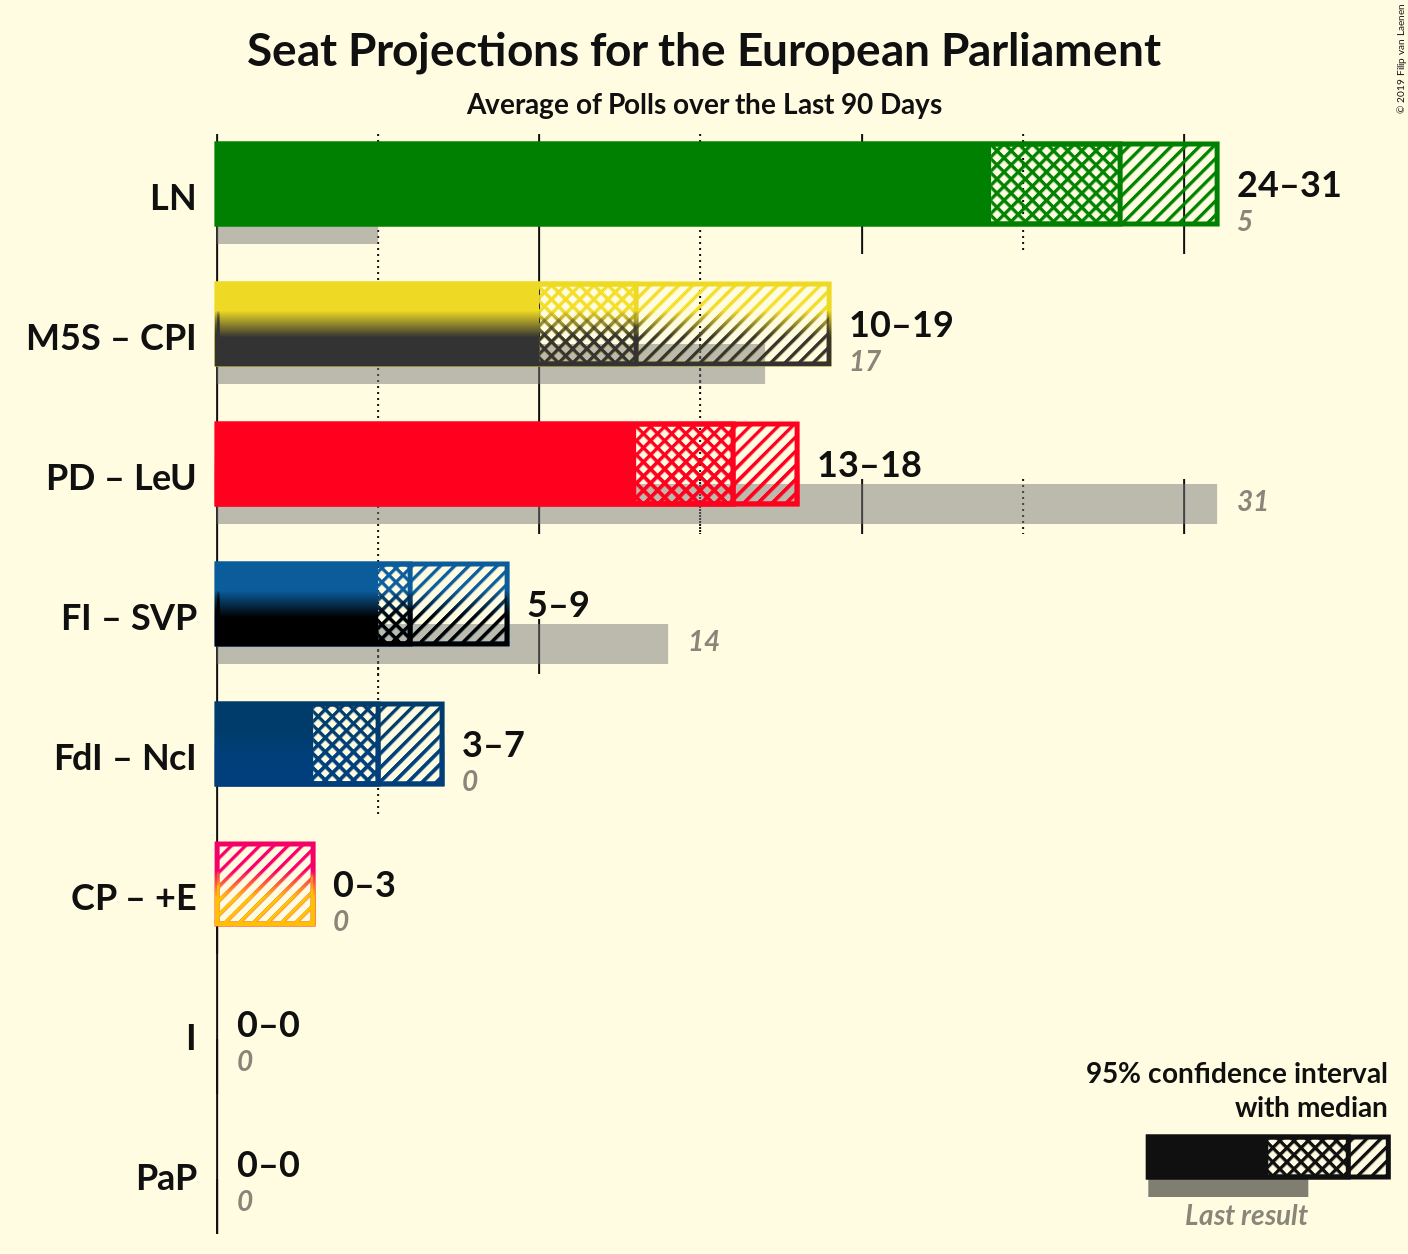 Seat Projections for the European Parliament
Average of Polls over the Last 90 Days
© 2019 Filip van Laenen
LN
24–31
5
M5S – CPI
10–19
17
PD – LeU
13–18
31
FI – SVP
5–9
14
FdI – NcI
3–7
0
CP – +E
0–3
0
I
0–0
0
PaP
0–0
0
95% confidence interval
with median
Last result